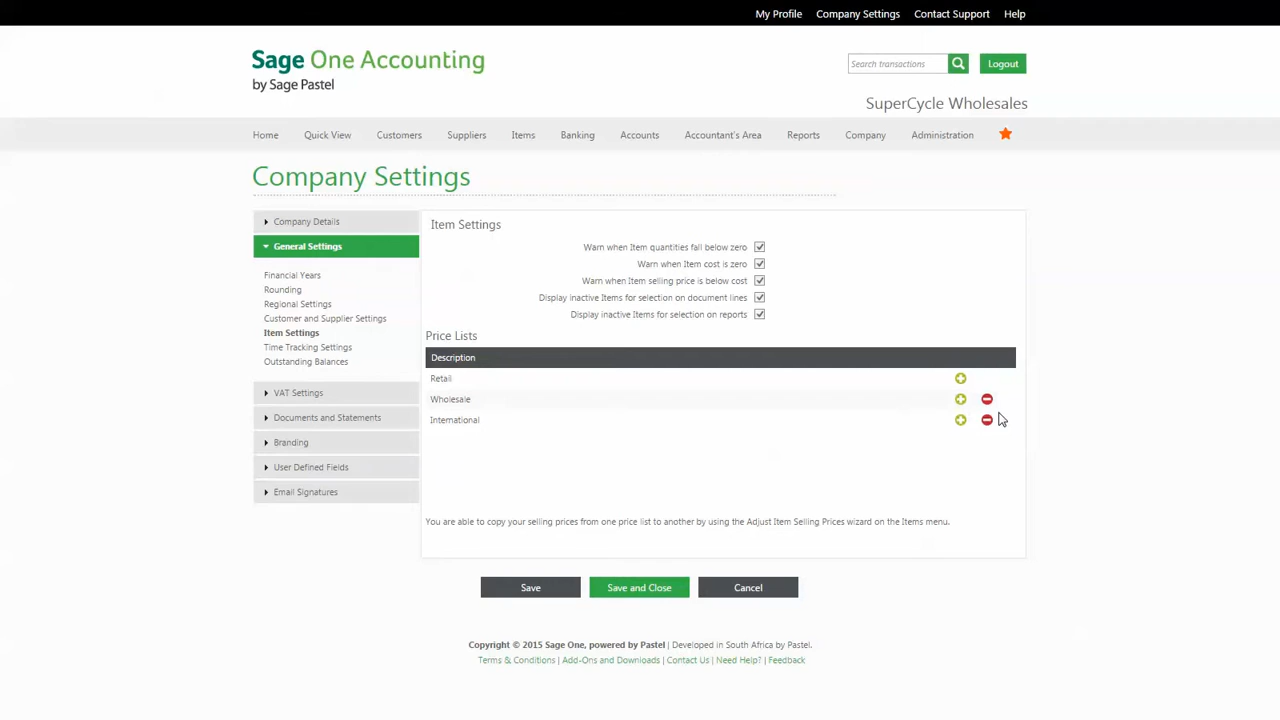 My Profile Company Settings Contact Support Help
Sage One Accounting
by Sage Pastel
Search transactions
Logout
SuperCycle Wholesales
Home Quick View Customers Suppliers Items Banking Accounts Accountant's Area Reports Company Administration
Company Settings
Company Details
General Settings
Financial Years
Rounding
Regional Settings
Customer and Supplier Settings
Item Settings
Time Tracking Settings
Outstanding Balances
VAT Settings
Documents and Statements
Branding
User Defined Fields
Email Signatures
Item Settings
Warn when Item quantities fall below zero
Warn when Item cost is zero
Warn when Item selling price is below cost
Display inactive Items for selection on document lines
Display inactive Items for selection on reports
Price Lists
Description
Retail
Wholesale
International
You are able to copy your selling prices from one price list to another by using the Adjust Item Selling Prices wizard on the Items menu.
Save Save and Close Cancel
Copyright © 2015 Sage One, powered by Pastel | Developed in South Africa by Pastel.
Terms & Conditions | Add-Ons and Downloads | Contact Us | Need Help? | Feedback